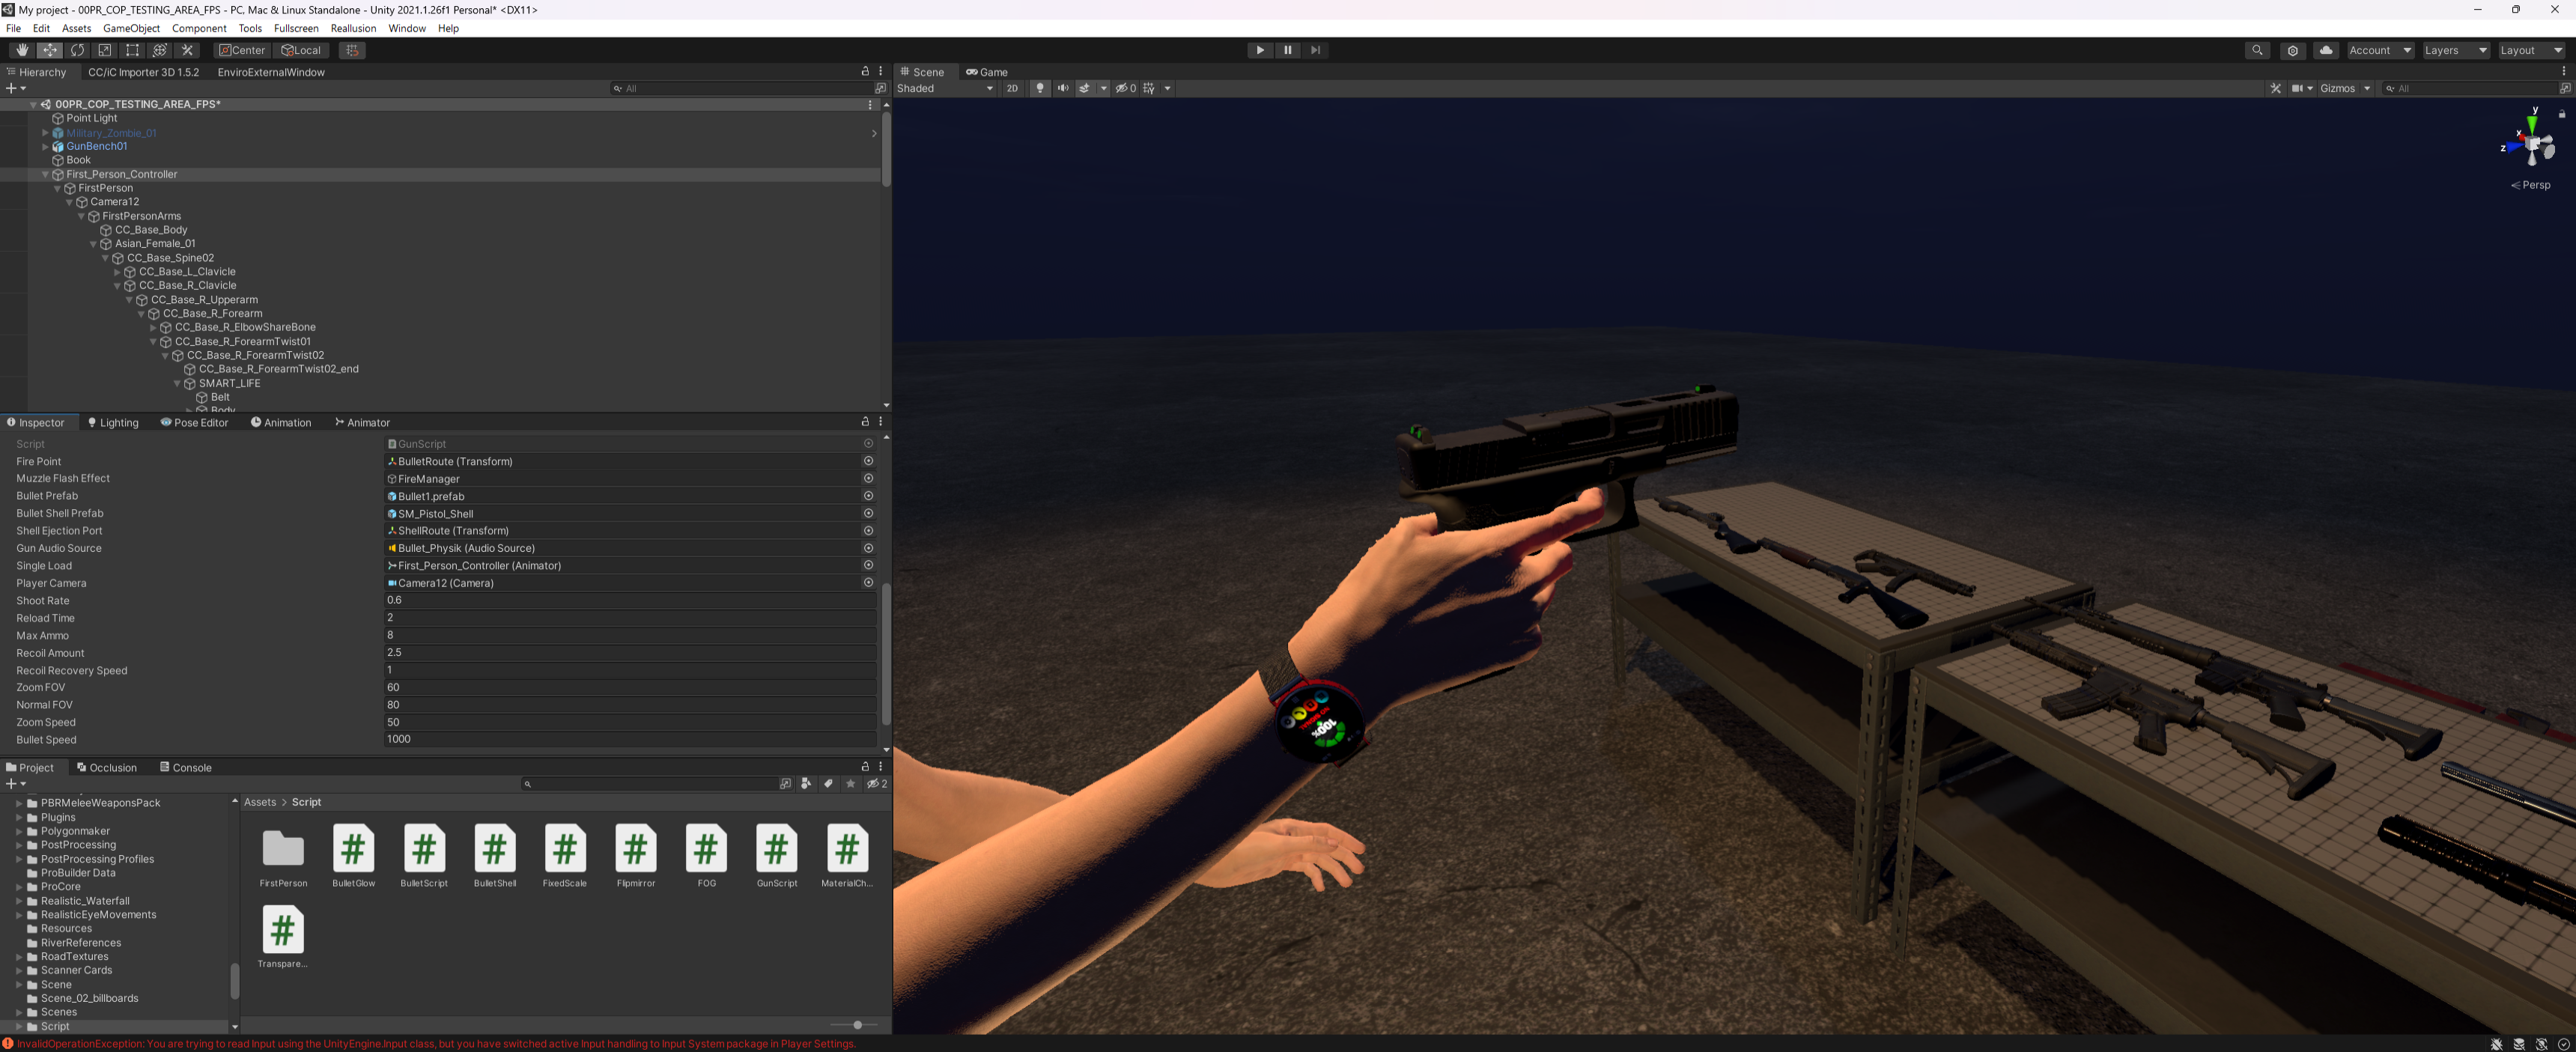 My project - 00PR_COP_TESTING_AREA_FPS - PC, Mac & Linux Standalone - Unity 2021.1.26f1 Personal* <DX11>
File Edit Assets GameObject Component Tools Fullscreen Reallusion Window Help
Center Local Account Layers Layout
Hierarchy CC/iC Importer 3D 1.5.2 EnviroExternalWindow
All
00PR_COP_TESTING_AREA_FPS*
Point Light
Military_Zombie_01
GunBench01
Book
First_Person_Controller
FirstPerson
Camera12
FirstPersonArms
CC_Base_Body
Asian_Female_01
CC_Base_Spine02
CC_Base_L_Clavicle
CC_Base_R_Clavicle
CC_Base_R_Upperarm
CC_Base_R_Forearm
CC_Base_R_ElbowShareBone
CC_Base_R_ForearmTwist01
CC_Base_R_ForearmTwist02
CC_Base_R_ForearmTwist02_end
SMART_LIFE
Belt
Body
Inspector Lighting Pose Editor Animation Animator
Script GunScript
Fire Point BulletRoute (Transform)
Muzzle Flash Effect FireManager
Bullet Prefab Bullet1.prefab
Bullet Shell Prefab SM_Pistol_Shell
Shell Ejection Port ShellRoute (Transform)
Gun Audio Source Bullet_Physik (Audio Source)
Single Load First_Person_Controller (Animator)
Player Camera Camera12 (Camera)
Shoot Rate 0.6
Reload Time 2
Max Ammo 8
Recoil Amount 2.5
Recoil Recovery Speed 1
Zoom FOV 60
Normal FOV 80
Zoom Speed 50
Bullet Speed 1000
Project Occlusion Console
2
PBRMeleeWeaponsPack
Plugins
Polygonmaker
PostProcessing
PostProcessing Profiles
ProBuilder Data
ProCore
Realistic_Waterfall
RealisticEyeMovements
Resources
RiverReferences
RoadTextures
Scanner Cards
Scene
Scene_02_billboards
Scenes
Script
Assets > Script
FirstPerson BulletGlow BulletScript BulletShell FixedScale Flipmirror FOG GunScript MaterialCh...
Transpare...
Scene Game
Shaded 2D 0 Gizmos All
y
x
z
Persp
100%
InvalidOperationException: You are trying to read Input using the UnityEngine.Input class, but you have switched active Input handling to Input System package in Player Settings.